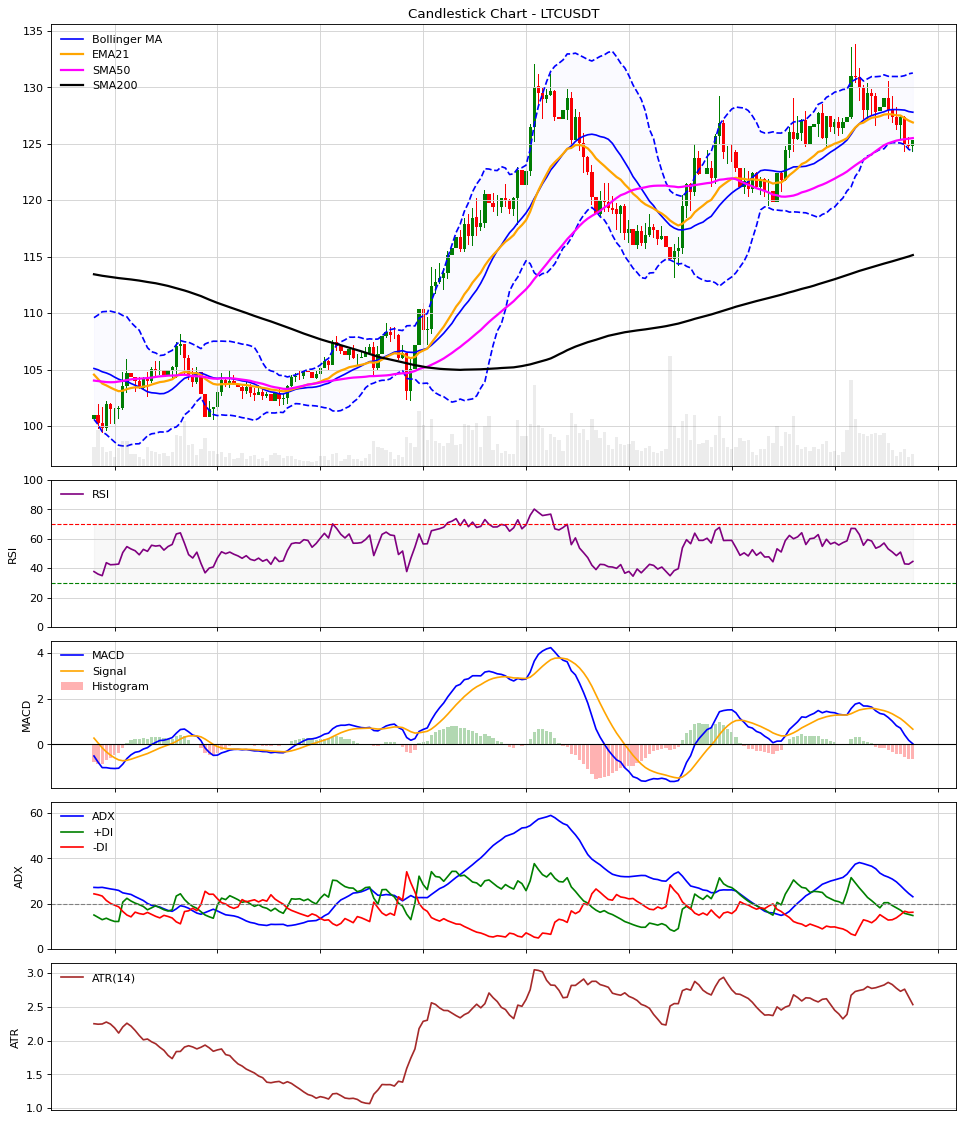 Candlestick Chart - LTCUSDT
135
130
125
120
115
110
105
100
Bollinger MA
EMA21
SMA50
SMA200
100
80
60
40
20
0
RSI
RSI
4
2
0
MACD
MACD
Signal
Histogram
60
40
20
0
ADX
ADX
+DI
-DI
3.0
2.5
2.0
1.5
1.0
ATR
ATR(14)